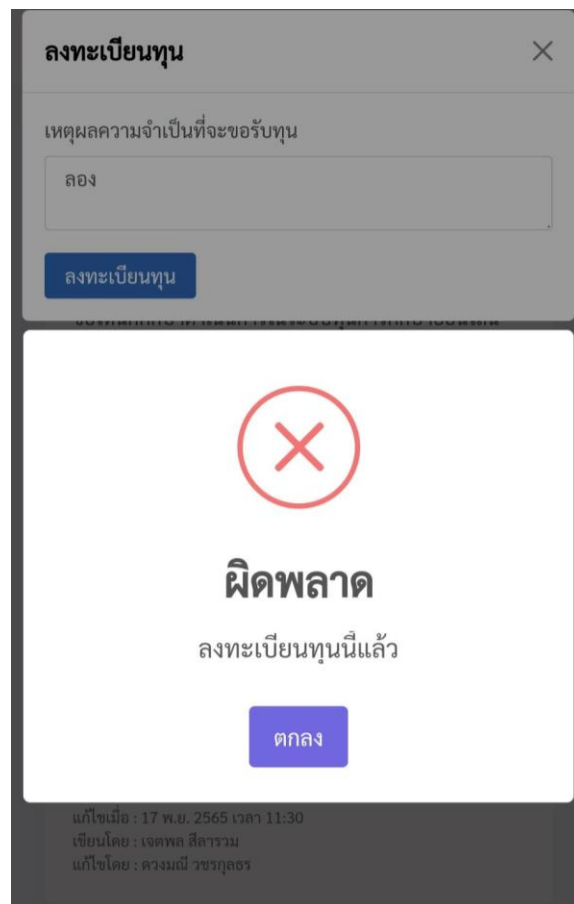 ลงทะเบียนทุน
เหตุผลความจำเป็นที่จะขอรับทุน
ลอง
ลงทะเบียนทุน
ผิดพลาด
ลงทะเบียนทุนนี้แล้ว
ตกลง
แก้ไขเมื่อ : 17 พ.ย. 2565 เวลา 11:30
เขียนโดย : เจตพล สีลารวม
แก้ไขโดย : ดวงมณี วชรกุลธร